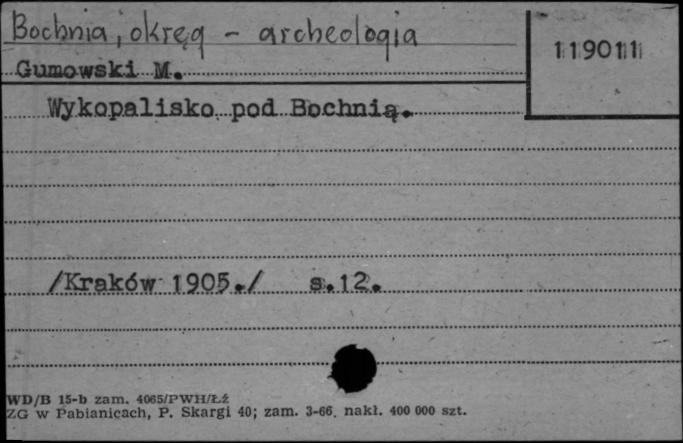 Bochnia, okręg - archeologia
119011
Gumowski M.
Wykopalisko pod Bochnią.
/Kraków 1905./ s.12.
WD/B 15-b zam. 4065/PWH/Łź
ZG w Pabianicach, P. Skargi 40; zam. 3-66. nakł. 400 000 szt.